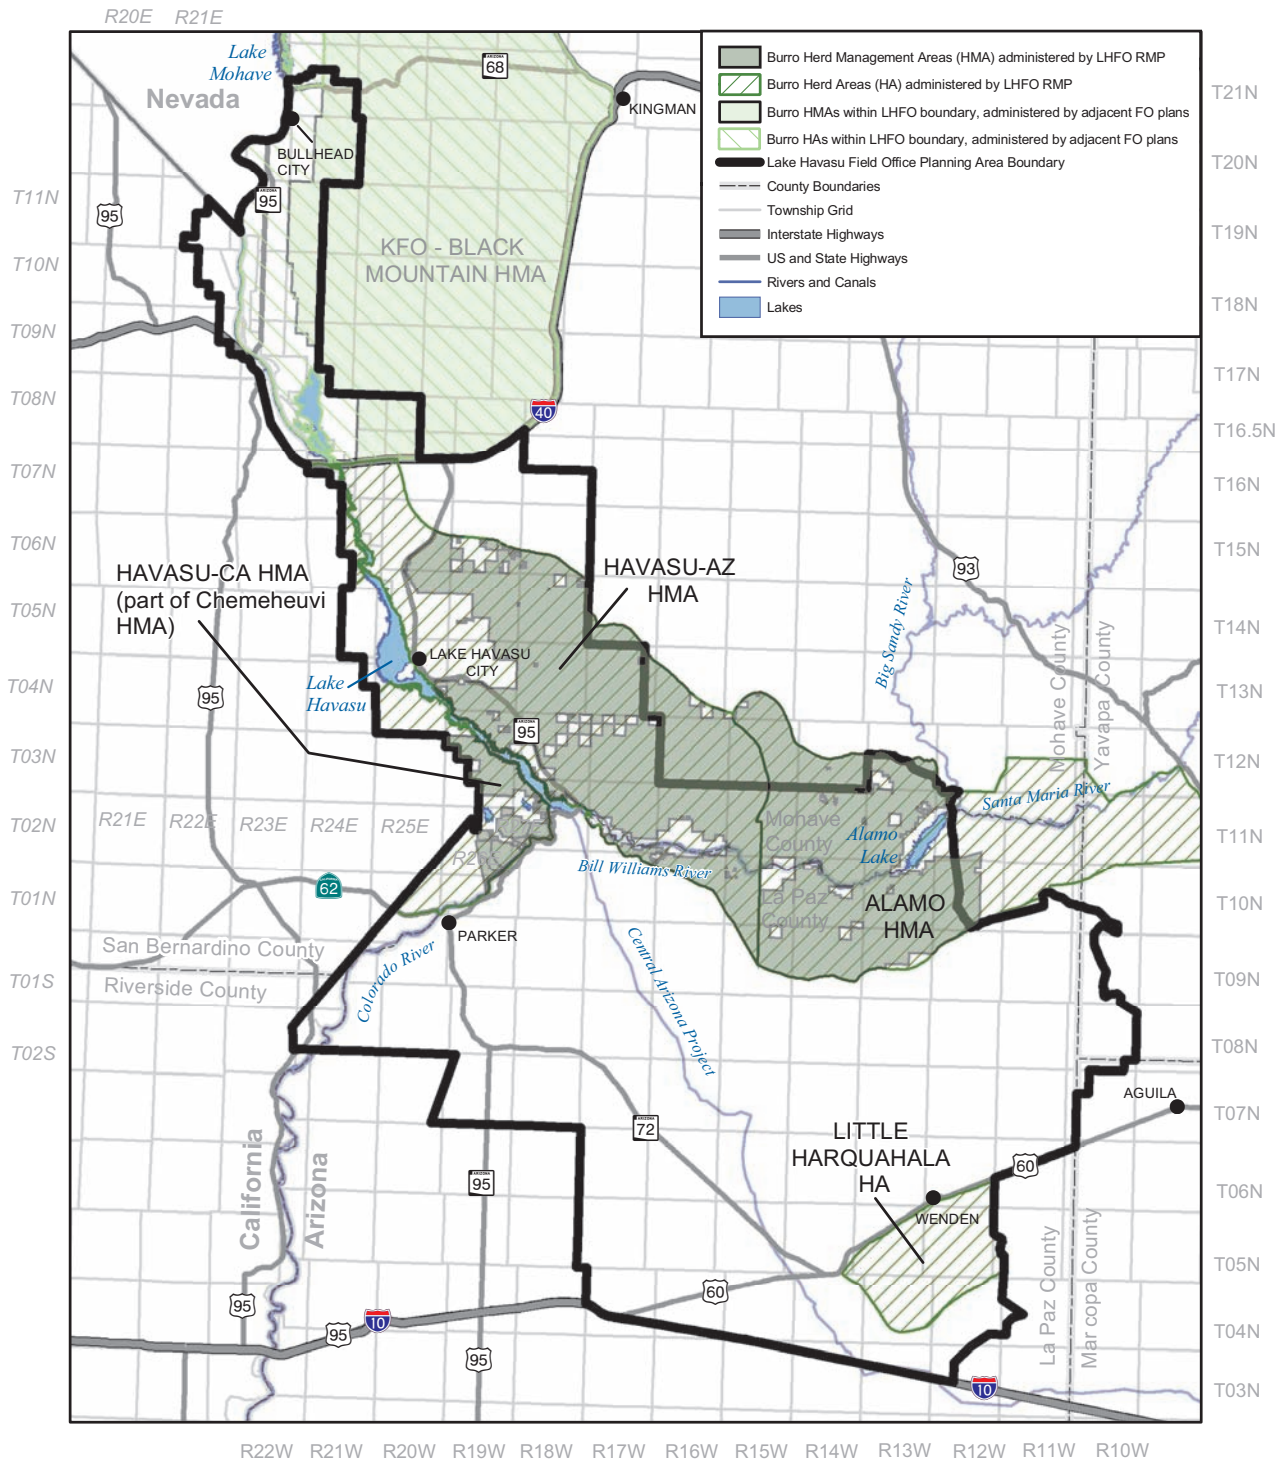 R20E R21E
Lake
Mohave
Nevada
ARIZONA
68
KINGMAN
BULLHEAD
CITY
ARIZONA
95
95
KFO - BLACK
MOUNTAIN HMA
Burro Herd Management Areas (HMA) administered by LHFO RMP
Burro Herd Areas (HA) administered by LHFO RMP
Burro HMAs within LHFO boundary, administered by adjacent FO plans
Burro HAs within LHFO boundary, administered by adjacent FO plans
Lake Havasu Field Office Planning Area Boundary
County Boundaries
Township Grid
Interstate Highways
US and State Highways
Rivers and Canals
Lakes
T21N
T20N
T19N
T18N
T17N
T16.5N
T16N
T15N
T14N
T13N
T12N
T11N
T10N
T09N
T08N
T07N
T06N
T05N
T04N
T03N
T11N
T10N
T09N
T08N
T07N
T06N
T05N
T04N
T03N
T02N
T01N
T01S
T02S
40
HAVASU-CA HMA
(part of Chemeheuvi
HMA)
HAVASU-AZ
HMA
93
Big Sandy River
Mohave County
Yavapa County
LAKE HAVASU
CITY
Lake
Havasu
95
ARIZONA
95
Santa Maria River
R21E R22E R23E R24E R25E
Mohave
County
Alamo
Lake
Bill Williams River
La Paz
County
ALAMO
HMA
62
PARKER
San Bernardino County
Riverside County
Colorado River
Central Arizona Project
AGUILA
ARIZONA
72
LITTLE
HARQUAHALA
HA
60
ARIZONA
95
WENDEN
California
Arizona
La Paz County
Mar copa County
60
95
95
10
95
10
R22W R21W R20W R19W R18W R17W R16W R15W R14W R13W R12W R11W R10W